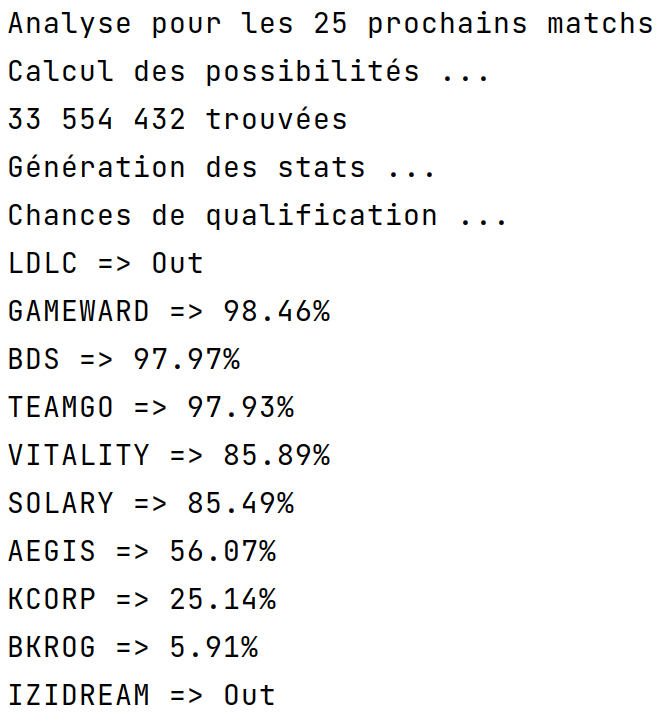 Analyse pour les 25 prochains matchs
Calcul des possibilités ...
33 554 432 trouvées
Génération des stats ...
Chances de qualification ...
LDLC => Out
GAMEWARD => 98.46%
BDS => 97.97%
TEAMGO => 97.93%
VITALITY => 85.89%
SOLARY => 85.49%
AEGIS => 56.07%
KCORP => 25.14%
BKROG => 5.91%
IZIDREAM => Out